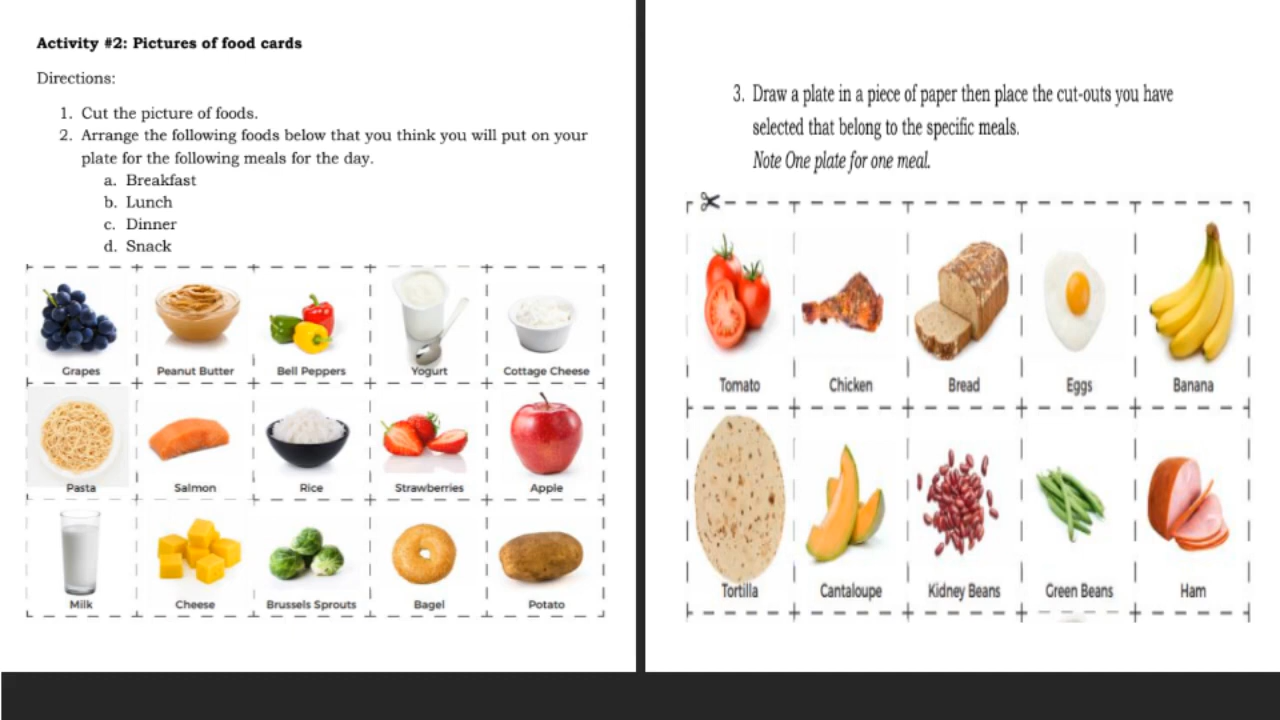 Activity #2: Pictures of food cards
Directions:
1. Cut the picture of foods.
2. Arrange the following foods below that you think you will put on your
plate for the following meals for the day.
a. Breakfast
b. Lunch
c. Dinner
d. Snack
Grapes Peanut Butter Bell Peppers Yogurt Cottage Cheese
Pasta Salmon Rice Strawberries Apple
Milk Cheese Brussels Sprouts Bagel Potato
3. Draw a plate in a piece of paper then place the cut-outs you have
selected that belong to the specific meals.
Note One plate for one meal.
Tomato Chicken Bread Eggs Banana
Tortilla Cantaloupe Kidney Beans Green Beans Ham